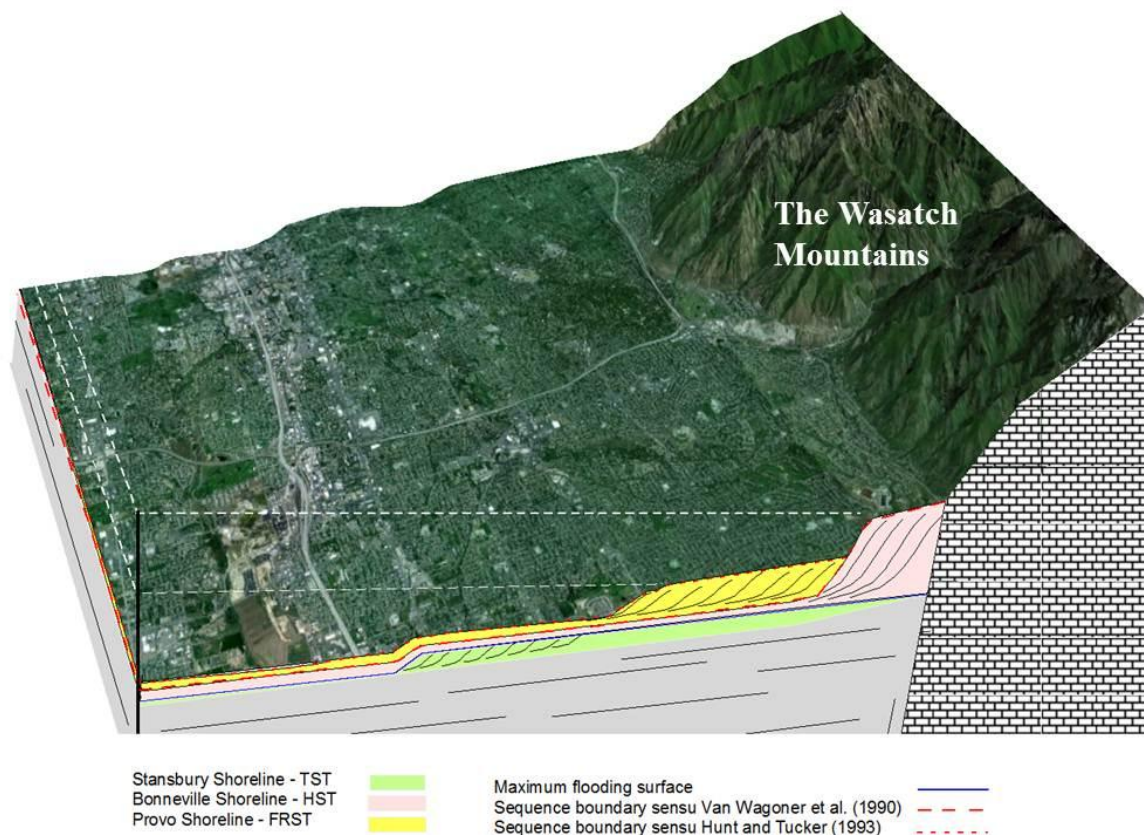 The Wasatch
Mountains
Stansbury Shoreline - TST
Bonneville Shoreline - HST
Provo Shoreline - FRST
Maximum flooding surface
Sequence boundary sensu Van Wagoner et al. (1990)
Sequence boundary sensu Hunt and Tucker (1993)